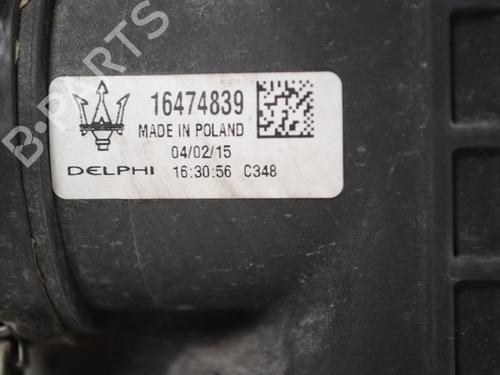 16474839
MADE IN POLAND
04/02/15
DELPHI 16:30:56 C348
B-PARTS